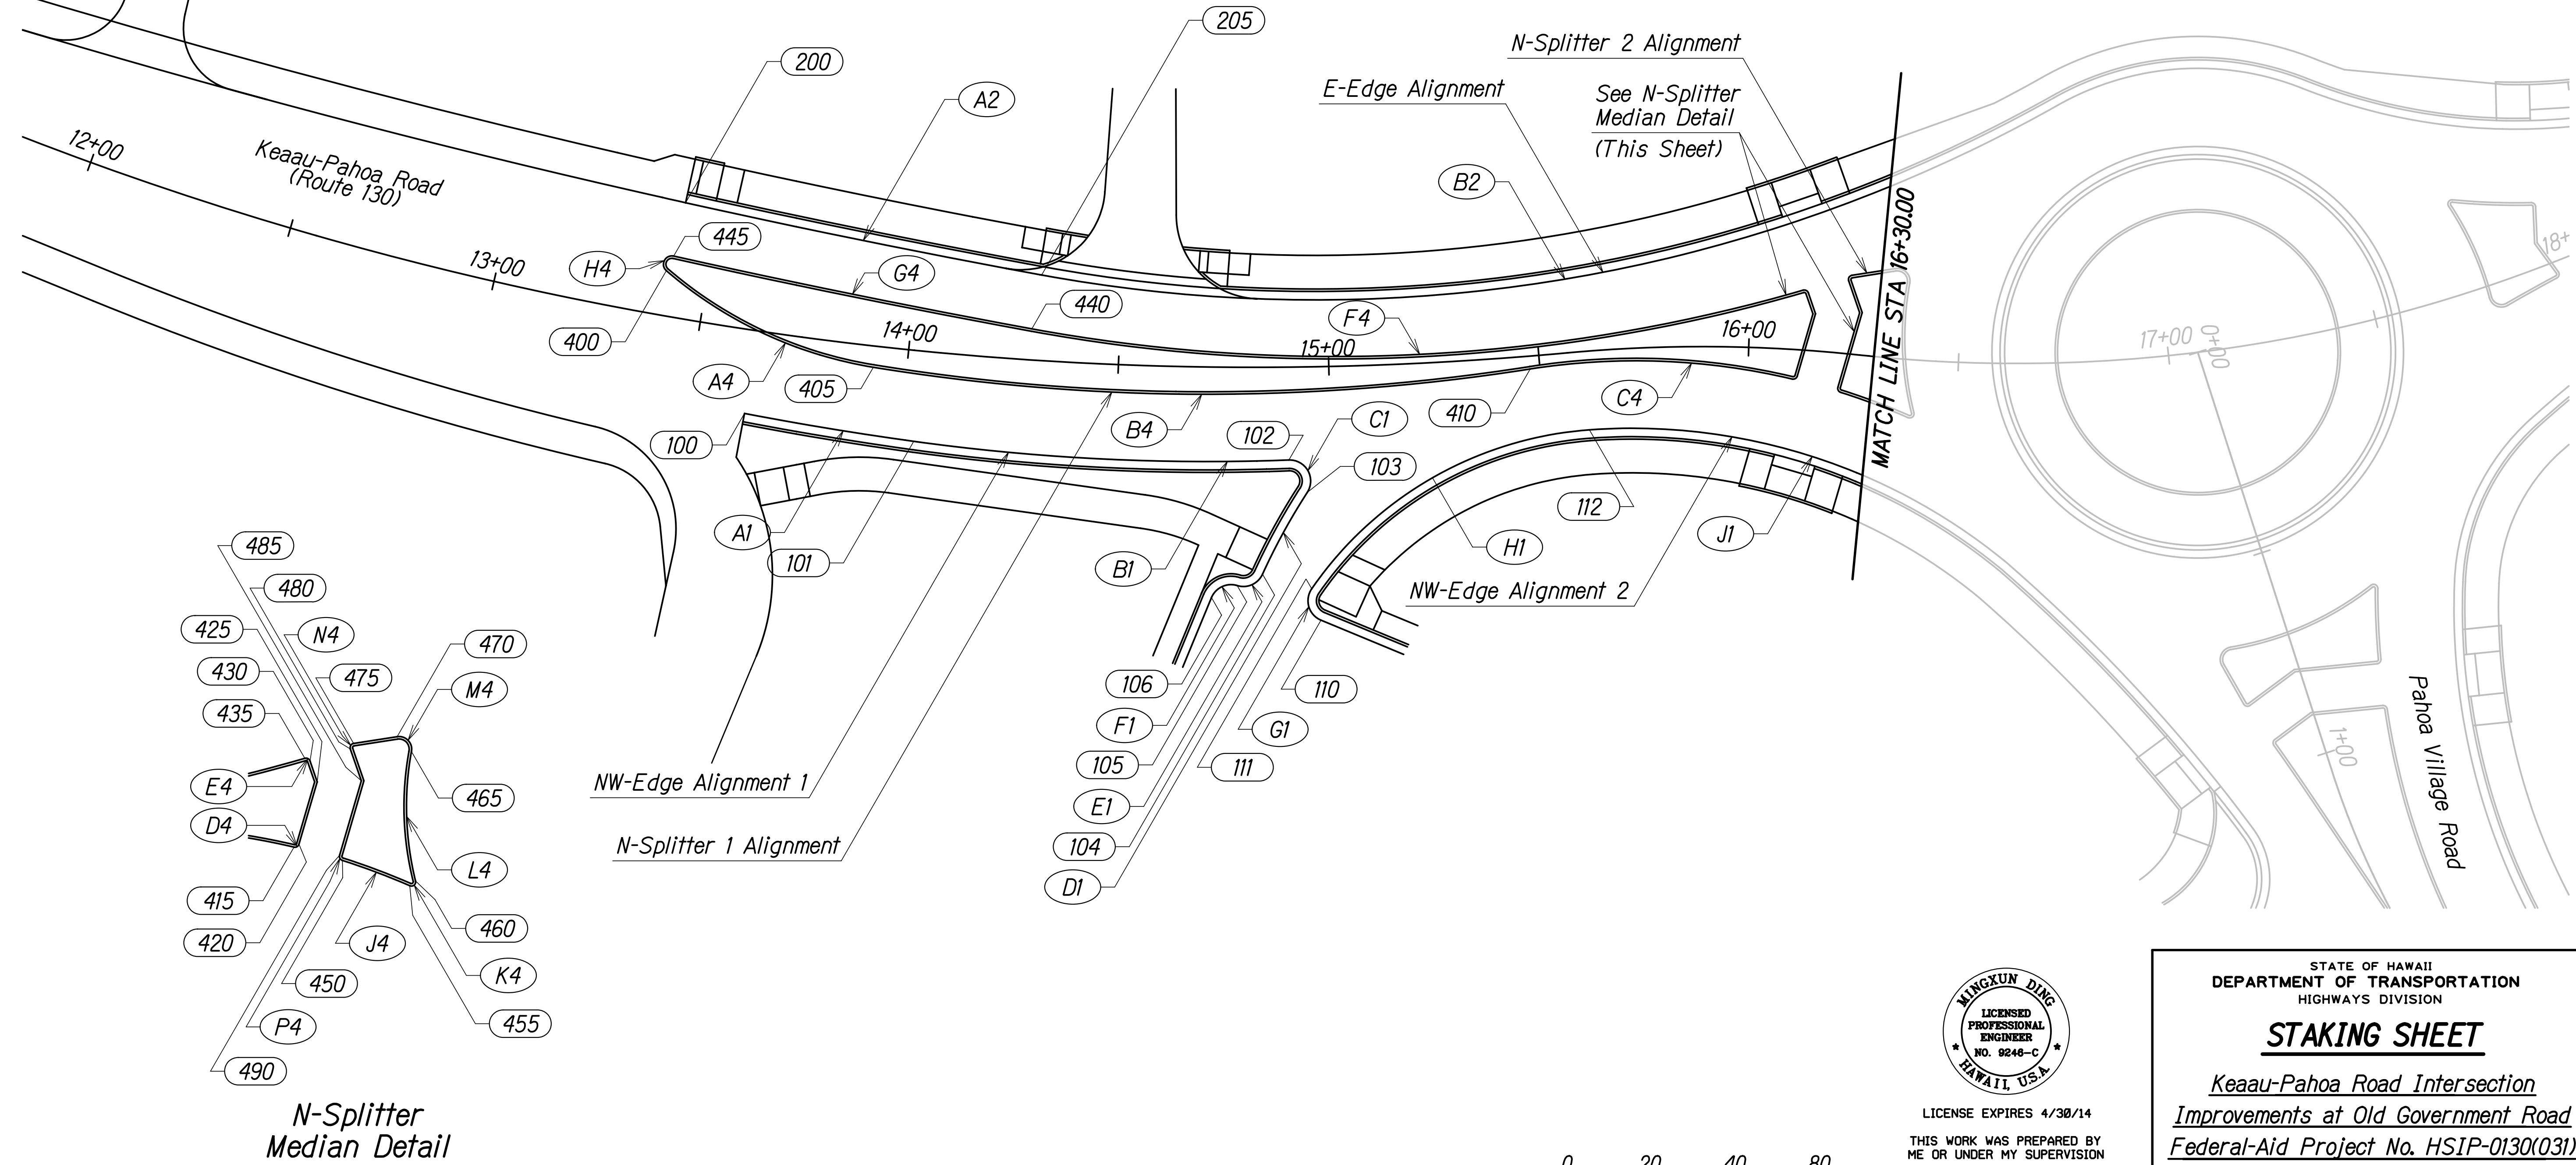 205
200
N-Splitter 2 Alignment
A2
E-Edge Alignment
See N-Splitter
Median Detail
(This Sheet)
12+00
Keaau-Pahoa Road
(Route 130)
B2
MATCH LINE STA 16+30.00
445
H4
13+00
G4
440
18+
400
14+00
F4
15+00
16+00
17+00
0+00
A4
405
B4
410
C4
100
102
C1
103
A1
101
B1
112
H1
J1
NW-Edge Alignment 2
485
480
425
N4
470
430
475
M4
435
E4
465
D4
L4
415
460
420
J4
K4
450
455
P4
490
N-Splitter
Median Detail
NW-Edge Alignment 1
N-Splitter 1 Alignment
106
110
F1
G1
105
111
E1
104
D1
1+00
Pahoa Village Road
MINGXUN DING
LICENSED
PROFESSIONAL
ENGINEER
NO. 9246-C
HAWAII, U.S.A.
LICENSE EXPIRES 4/30/14
THIS WORK WAS PREPARED BY
ME OR UNDER MY SUPERVISION
0 20 40 80
STATE OF HAWAII
DEPARTMENT OF TRANSPORTATION
HIGHWAYS DIVISION
STAKING SHEET
Keaau-Pahoa Road Intersection
Improvements at Old Government Road
Federal-Aid Project No. HSIP-0130(031)